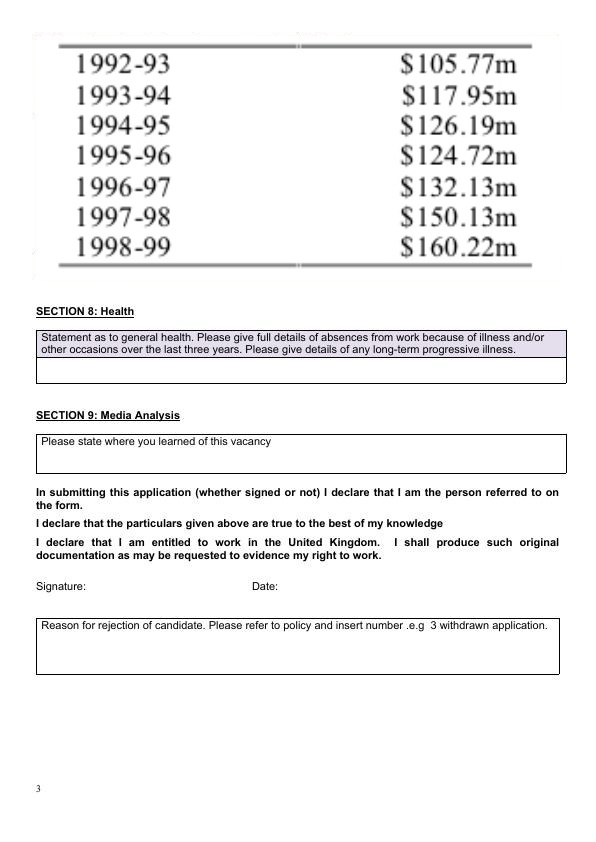 1992-93 $105.77m
1993-94 $117.95m
1994-95 $126.19m
1995-96 $124.72m
1996-97 $132.13m
1997-98 $150.13m
1998-99 $160.22m
SECTION 8: Health
Statement as to general health. Please give full details of absences from work because of illness and/or
other occasions over the last three years. Please give details of any long-term progressive illness.
SECTION 9: Media Analysis
Please state where you learned of this vacancy
In submitting this application (whether signed or not) I declare that I am the person referred to on
the form.
I declare that the particulars given above are true to the best of my knowledge
I declare that I am entitled to work in the United Kingdom. I shall produce such original
documentation as may be requested to evidence my right to work.
Signature: Date:
Reason for rejection of candidate. Please refer to policy and insert number .e.g 3 withdrawn application.
3